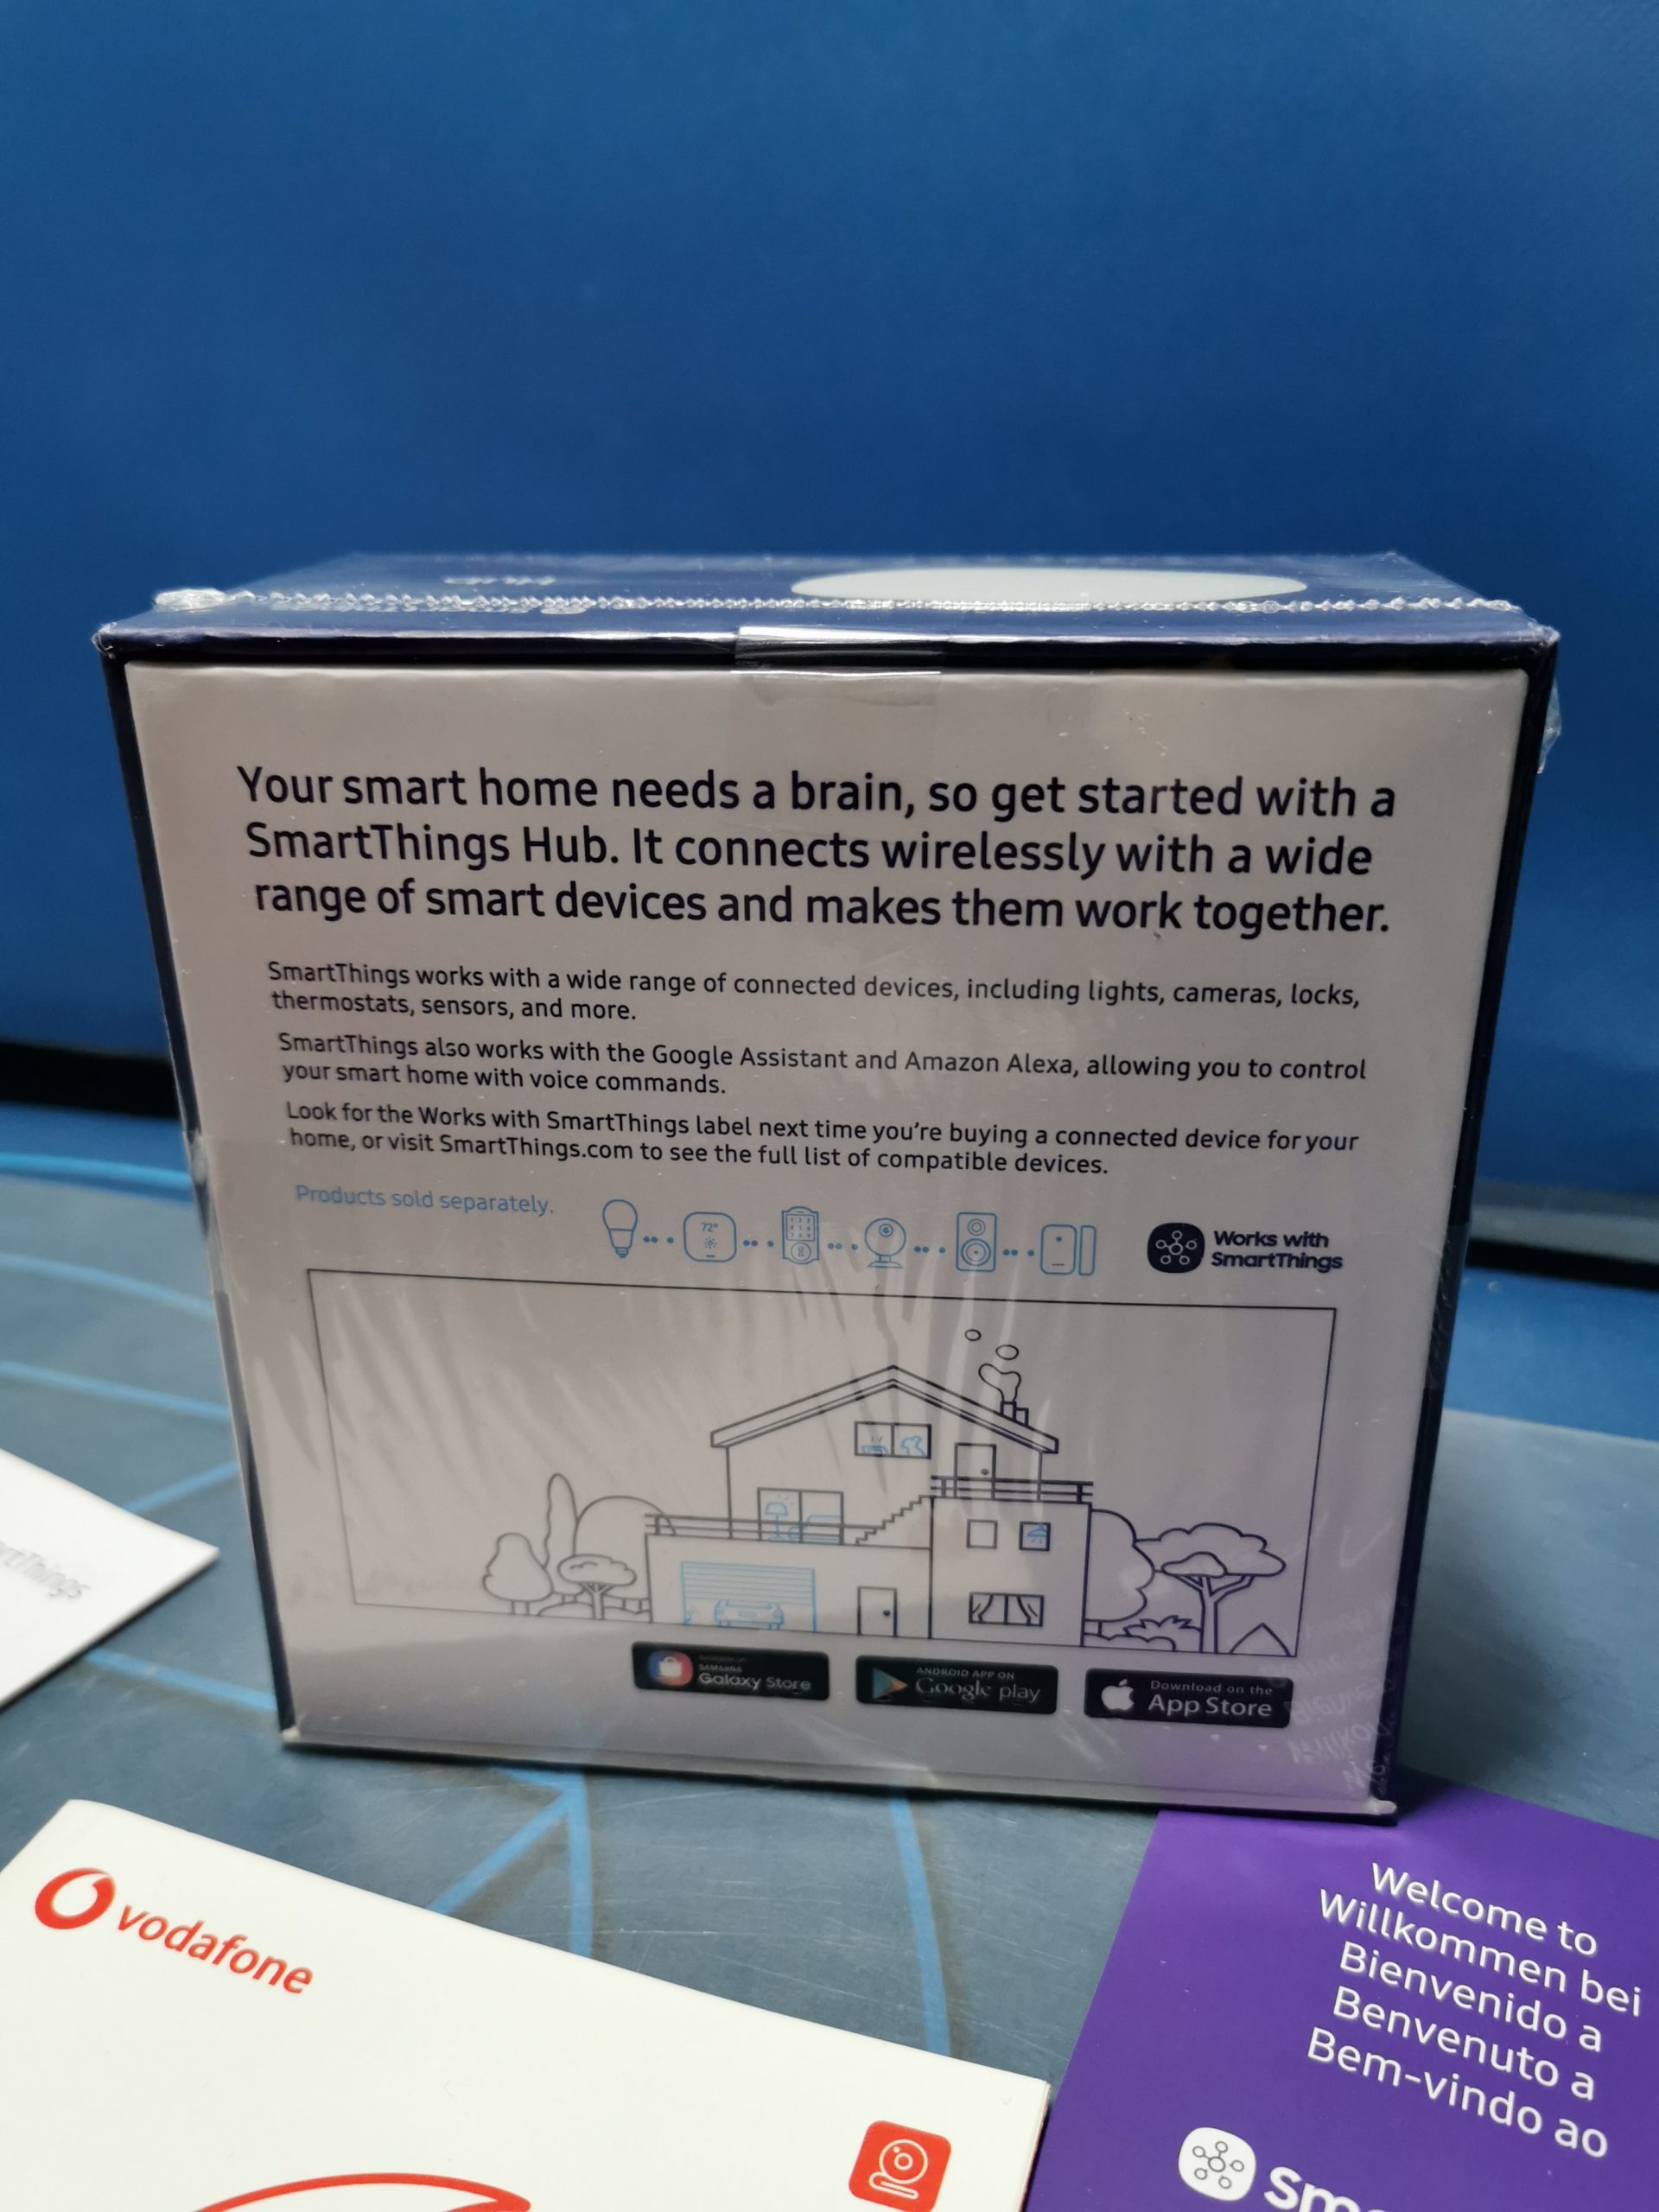 Your smart home needs a brain, so get started with a
SmartThings Hub. It connects wirelessly with a wide
range of smart devices and makes them work together.
SmartThings works with a wide range of connected devices, including lights, cameras, locks,
thermostats, sensors, and more.
SmartThings also works with the Google Assistant and Amazon Alexa, allowing you to control
your smart home with voice commands.
Look for the Works with SmartThings label next time you're buying a connected device for your
home, or visit SmartThings.com to see the full list of compatible devices.
Products sold separately.
72°
Works with
SmartThings
SAMSUNG
Galaxy Store
ANDROID APP ON
Google play
Download on the
App Store
vodafone
Welcome to
Willkommen bei
Bienvenido a
Benvenuto a
Bem-vindo ao